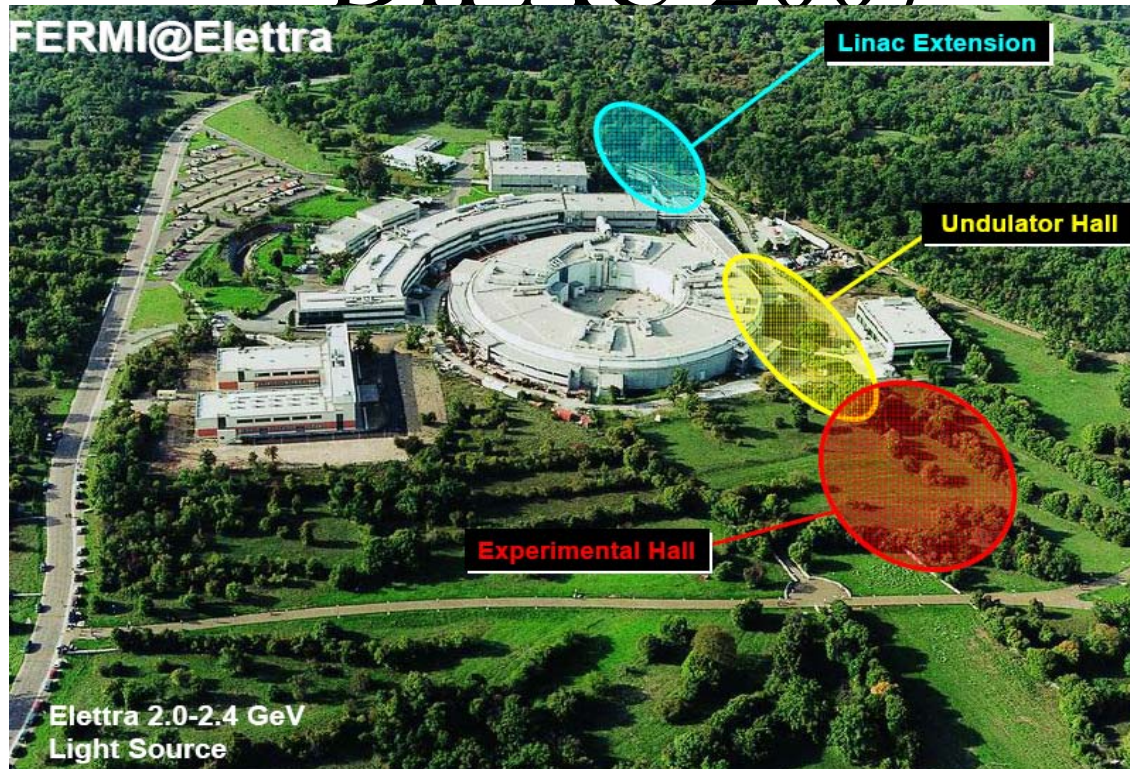 FERMI@Elettra
Linac Extension
Undulator Hall
Experimental Hall
Elettra 2.0-2.4 GeV
Light Source